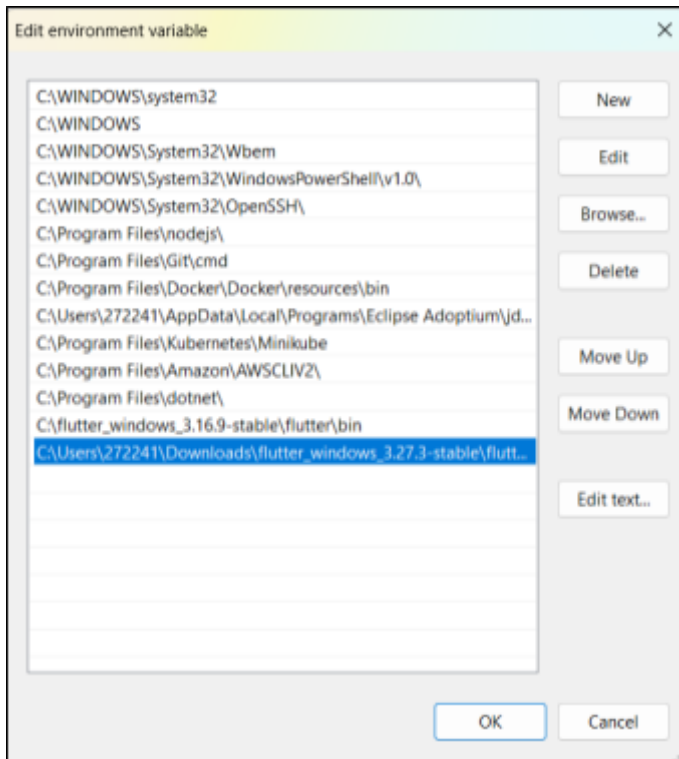 Edit environment variable
C:\WINDOWS\system32
C:\WINDOWS
C:\WINDOWS\System32\Wbem
C:\WINDOWS\System32\WindowsPowerShell\v1.0\
C:\WINDOWS\System32\OpenSSH\
C:\Program Files\nodejs\
C:\Program Files\Git\cmd
C:\Program Files\Docker\Docker\resources\bin
C:\Users\272241\AppData\Local\Programs\Eclipse Adoptium\jd...
C:\Program Files\Kubernetes\Minikube
C:\Program Files\Amazon\AWSCLIV2\
C:\Program Files\dotnet\
C:\flutter_windows_3.16.9-stable\flutter\bin
C:\Users\272241\Downloads\flutter_windows_3.27.3-stable\flutt...
New
Edit
Browse...
Delete
Move Up
Move Down
Edit text...
OK
Cancel